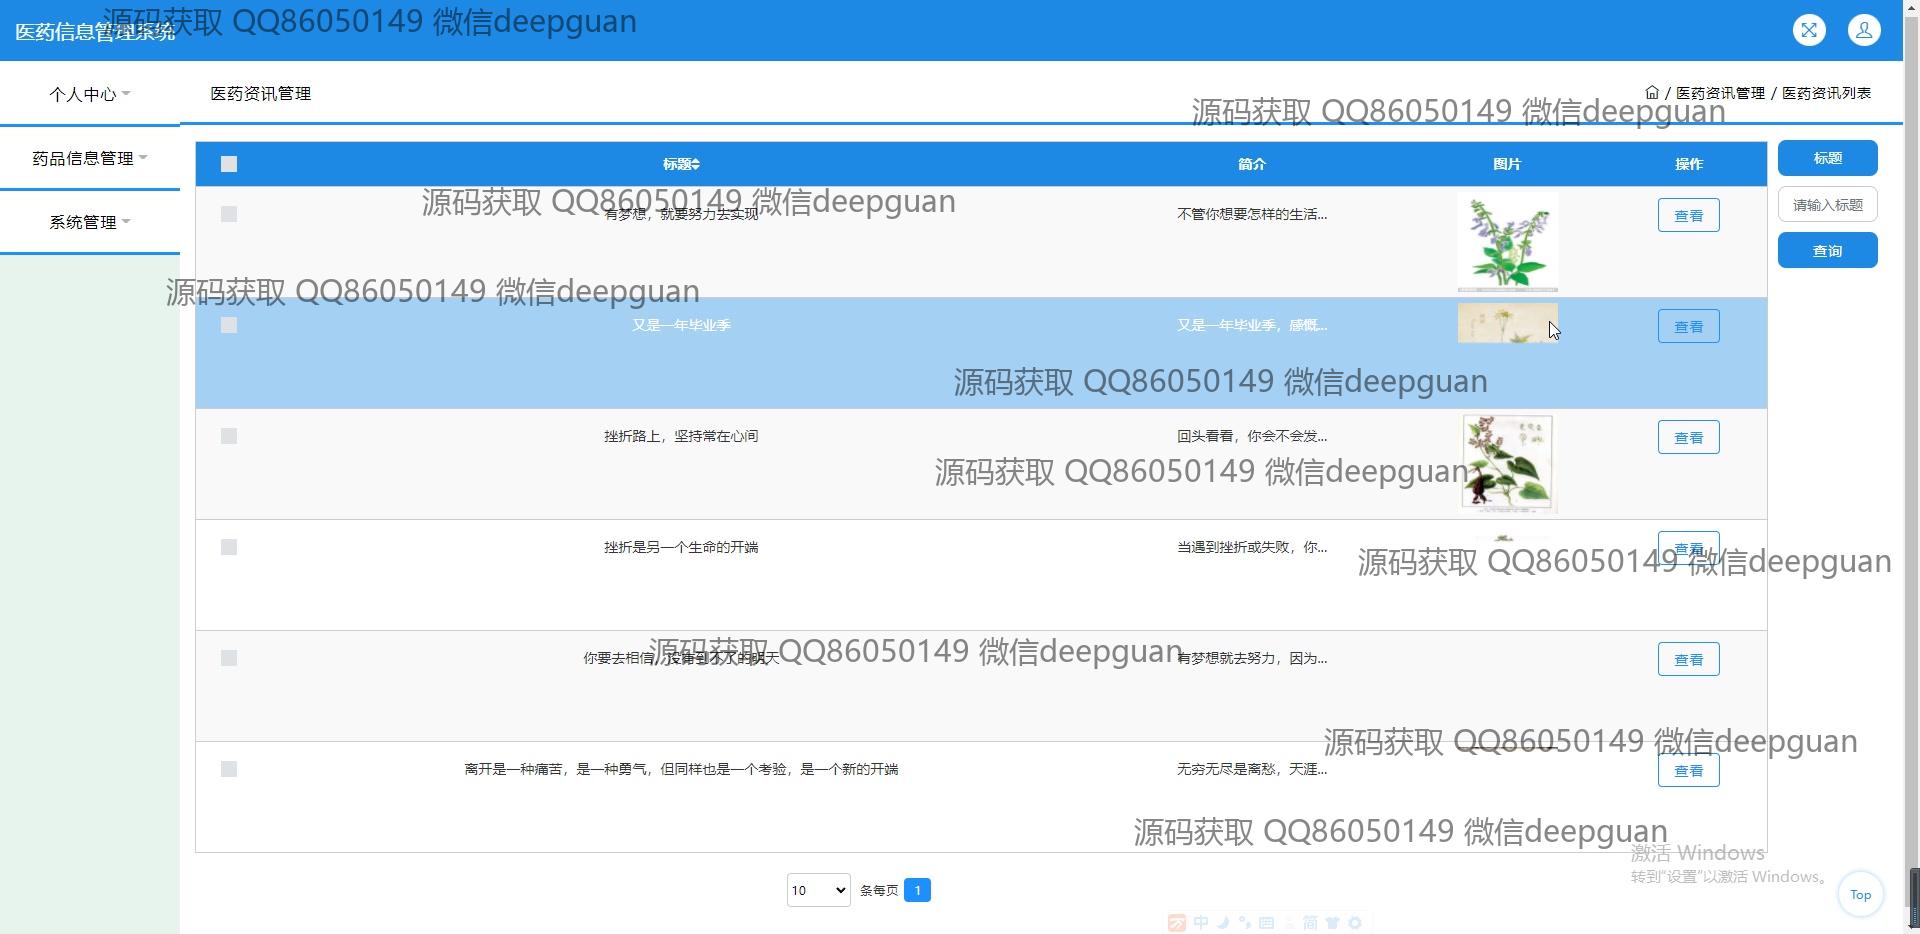 医药信息管理系统
源码获取 QQ86050149 微信deepguan
个人中心
医药资讯管理
/ 医药资讯管理 / 医药资讯列表
源码获取 QQ86050149 微信deepguan
药品信息管理
系统管理
标题
简介
图片
操作
标题
有梦想，就要努力去实现
不管你想要怎样的生活...
查看
请输入标题
源码获取 QQ86050149 微信deepguan
查询
源码获取 QQ86050149 微信deepguan
又是一年毕业季
又是一年毕业季，感慨...
查看
源码获取 QQ86050149 微信deepguan
挫折路上，坚持常在心间
回头看看，你会不会发...
查看
源码获取 QQ86050149 微信deepguan
挫折是另一个生命的开端
当遇到挫折或失败，你...
查看
源码获取 QQ86050149 微信deepguan
你要去相信，没有到不了的明天
有梦想就去努力，因为...
查看
源码获取 QQ86050149 微信deepguan
源码获取 QQ86050149 微信deepguan
离开是一种痛苦，是一种勇气，但同样也是一个考验，是一个新的开端
无穷无尽是离愁，天涯...
查看
源码获取 QQ86050149 微信deepguan
激活 Windows
转到“设置”以激活 Windows。
10
条每页
1
Top
中
简